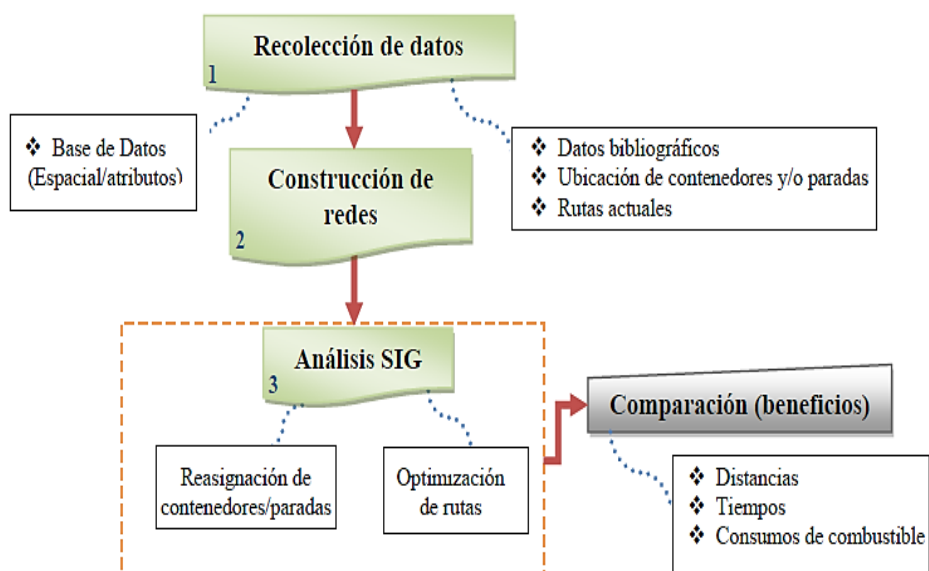 Recolección de datos
1
❖ Base de Datos
(Espacial/atributos)
❖ Datos bibliográficos
❖ Ubicación de contenedores y/o paradas
❖ Rutas actuales
Construcción de
redes
2
Análisis SIG
3
Reasignación de
contenedores/paradas
Optimización
de rutas
Comparación (beneficios)
❖ Distancias
❖ Tiempos
❖ Consumos de combustible